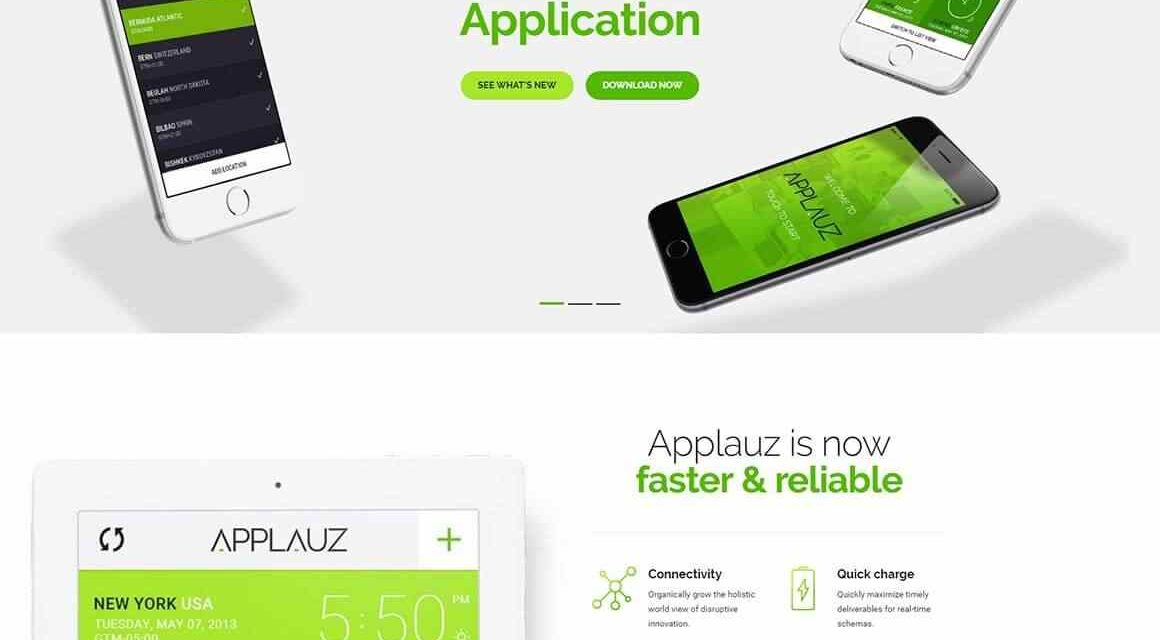 Application
SEE WHAT'S NEW
DOWNLOAD NOW
BERMUDA ATLANTIC
BERN SWITZERLAND
BEULAH NORTH DAKOTA
BILBAO SPAIN
BISHKEK KYRGYZSTAN
ADD LOCATION
SWITCH TO LIST VIEW
WELCOME TO
APPLAUZ
TOUCH TO START
Applauz is now
faster & reliable
APPLAUZ
NEW YORK USA
TUESDAY, MAY 07, 2013
GTM-05:00
5:50 PM
Connectivity
Organically grow the holistic
world view of disruptive
innovation.
Quick charge
Quickly maximize timely
deliverables for real-time
schemas.